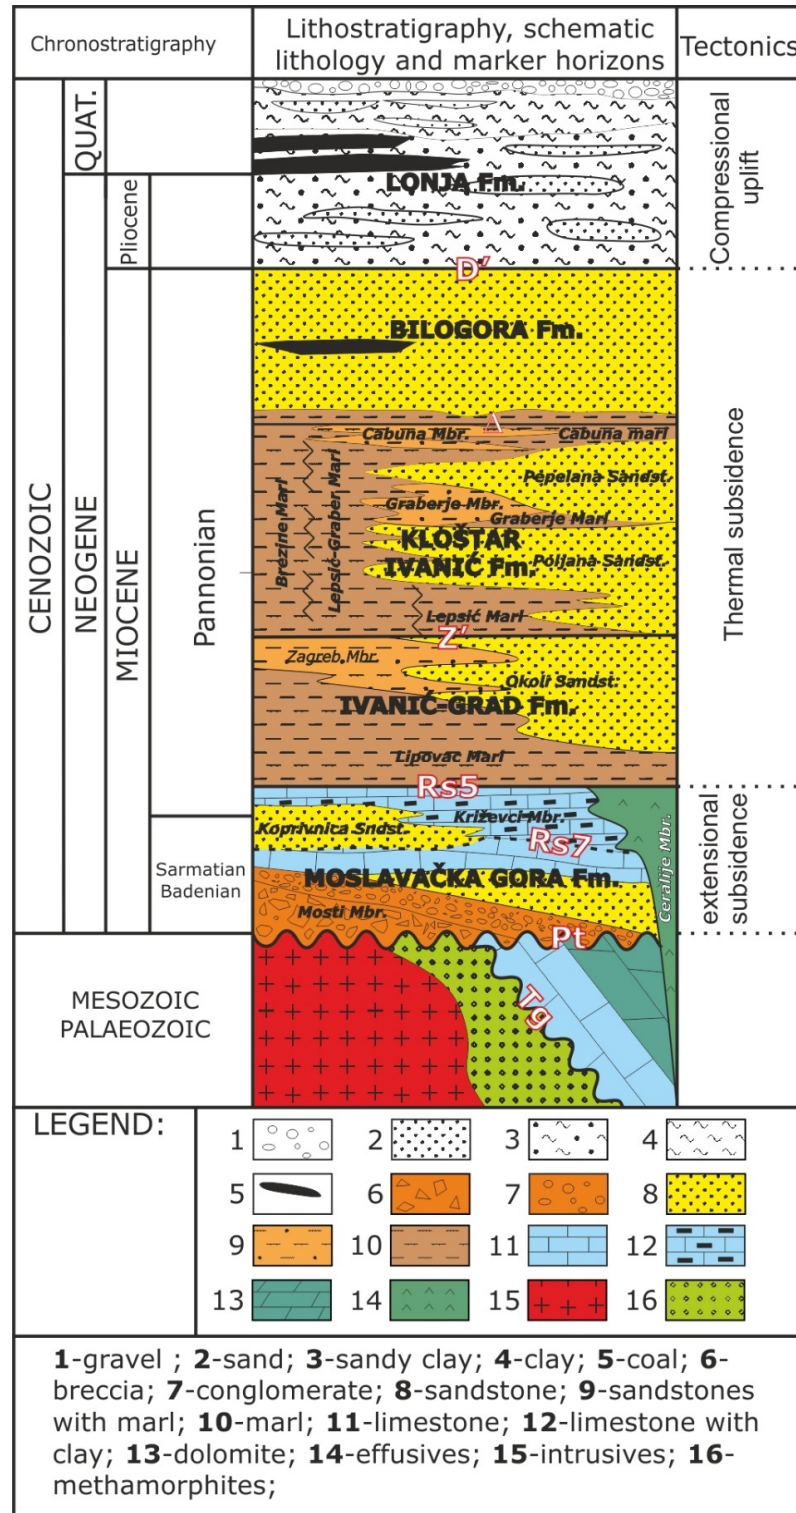 Chronostratigraphy
Lithostratigraphy, schematic
lithology and marker horizons
Tectonics
CENOZOIC
NEOGENE
QUAT.
MIOCENE
Pliocene
Pannonian
Sarmatian
Badenian
MESOZOIC
PALAEOZOIC
LONJA Fm.
D'
BILOGORA Fm.
Δ
Cabuna Mbr.
Cabuna marl
Pepelana Sandst.
Graberje Mbr.
Graberje Marl
Brezine Marl
Lepsić-Graber.Marl
KLOŠTAR
IVANIĆ Fm.
Poljana Sandst.
Lepsić Marl
Z'
Zagreb Mbr.
Okoli Sandst.
IVANIĆ-GRAD Fm.
Lipovac Marl
Rs5
Križevci Mbr.
Koprivnica Sndst.
Rs7
MOSLAVAČKA GORA Fm.
Mosti Mbr.
Ceralije Mbr.
Pt
Tg
Compressional
uplift
Thermal subsidence
extensional
subsidence
LEGEND:
1 2 3 4
5 6 7 8
9 10 11 12
13 14 15 16
1-gravel ; 2-sand; 3-sandy clay; 4-clay; 5-coal; 6-
breccia; 7-conglomerate; 8-sandstone; 9-sandstones
with marl; 10-marl; 11-limestone; 12-limestone with
clay; 13-dolomite; 14-effusives; 15-intrusives; 16-
methamorphites;